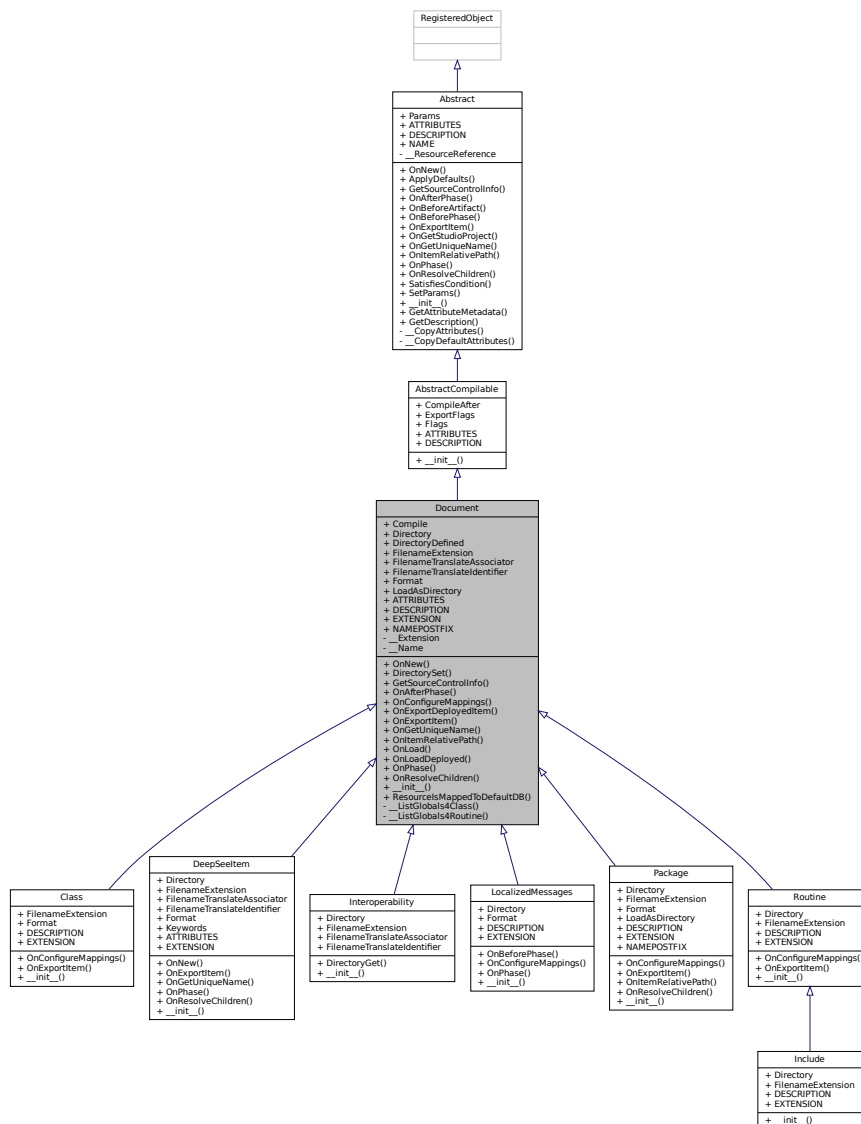 RegisteredObject
Abstract
+ Params
+ ATTRIBUTES
+ DESCRIPTION
+ NAME
- __ResourceReference
+ OnNew()
+ ApplyDefaults()
+ GetSourceControlInfo()
+ OnAfterPhase()
+ OnBeforeArtifact()
+ OnBeforePhase()
+ OnExportItem()
+ OnGetStudioProject()
+ OnGetUniqueName()
+ OnItemRelativePath()
+ OnPhase()
+ OnResolveChildren()
+ SatisfiesCondition()
+ SetParams()
+ __init__()
+ GetAttributeMetadata()
+ GetDescription()
- __CopyAttributes()
- __CopyDefaultAttributes()
AbstractCompilable
+ CompileAfter
+ ExportFlags
+ Flags
+ ATTRIBUTES
+ DESCRIPTION
+ __init__()
Document
+ Compile
+ Directory
+ DirectoryDefined
+ FilenameExtension
+ FilenameTranslateAssociator
+ FilenameTranslateIdentifier
+ Format
+ LoadAsDirectory
+ ATTRIBUTES
+ DESCRIPTION
+ EXTENSION
+ NAMEPOSTFIX
- __Extension
- __Name
+ OnNew()
+ DirectorySet()
+ GetSourceControlInfo()
+ OnAfterPhase()
+ OnConfigureMappings()
+ OnExportDeployedItem()
+ OnExportItem()
+ OnGetUniqueName()
+ OnItemRelativePath()
+ OnLoad()
+ OnLoadDeployed()
+ OnPhase()
+ OnResolveChildren()
+ __init__()
+ ResourceIsMappedToDefaultDB()
- __ListGlobals4Class()
- __ListGlobals4Routine()
Class
+ FilenameExtension
+ Format
+ DESCRIPTION
+ EXTENSION
+ OnConfigureMappings()
+ OnExportItem()
+ __init__()
DeepSeeItem
+ Directory
+ FilenameExtension
+ FilenameTranslateAssociator
+ FilenameTranslateIdentifier
+ Format
+ Keywords
+ ATTRIBUTES
+ EXTENSION
+ OnNew()
+ OnExportItem()
+ OnGetUniqueName()
+ OnPhase()
+ OnResolveChildren()
+ __init__()
Interoperability
+ Directory
+ FilenameExtension
+ FilenameTranslateAssociator
+ FilenameTranslateIdentifier
+ DirectoryGet()
+ __init__()
LocalizedMessages
+ Directory
+ Format
+ DESCRIPTION
+ EXTENSION
+ OnBeforePhase()
+ OnConfigureMappings()
+ OnPhase()
+ __init__()
Package
+ Directory
+ FilenameExtension
+ Format
+ LoadAsDirectory
+ DESCRIPTION
+ EXTENSION
+ NAMEPOSTFIX
+ OnConfigureMappings()
+ OnExportItem()
+ OnItemRelativePath()
+ OnResolveChildren()
+ __init__()
Routine
+ Directory
+ FilenameExtension
+ DESCRIPTION
+ EXTENSION
+ OnConfigureMappings()
+ OnExportItem()
+ __init__()
Include
+ Directory
+ FilenameExtension
+ DESCRIPTION
+ EXTENSION
+ __init__()